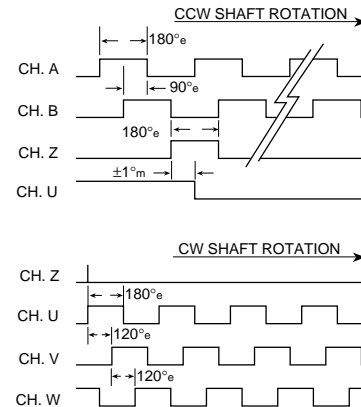 CCW SHAFT ROTATION
180°e
CH. A
90°e
CH. B
180°e
CH. Z
±1°m
CH. U
CW SHAFT ROTATION
CH. Z
180°e
CH. U
120°e
CH. V
120°e
CH. W